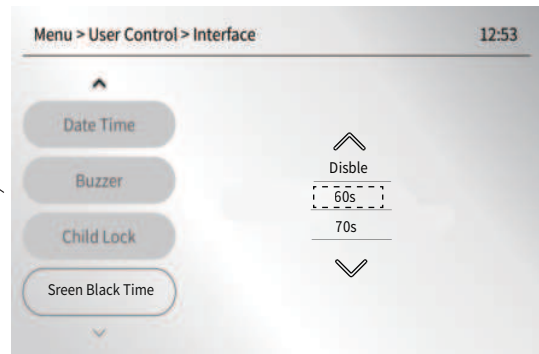 Menu > User Control > Interface
12:53
Date Time
Buzzer
Child Lock
Sreen Black Time
Disble
60s
70s